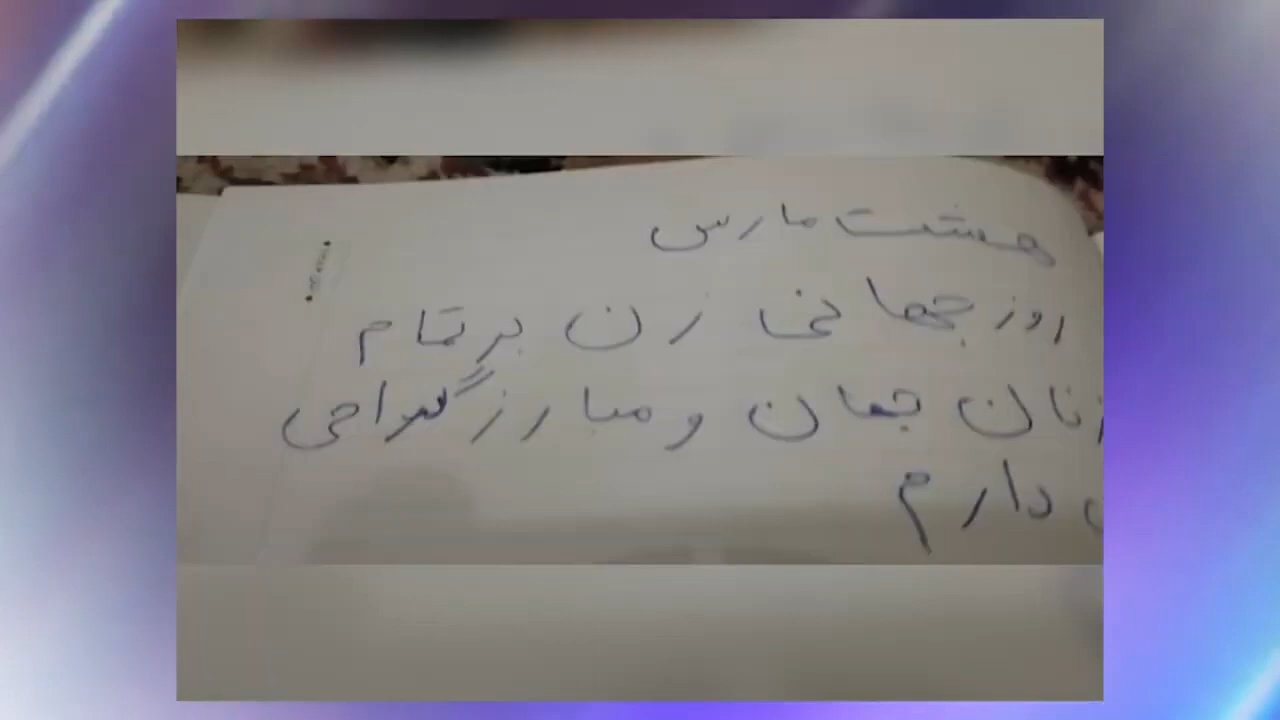 هشت مارس
روز جهانی زن بر تمام
زنان جهان و مبارز گرامی
دارم